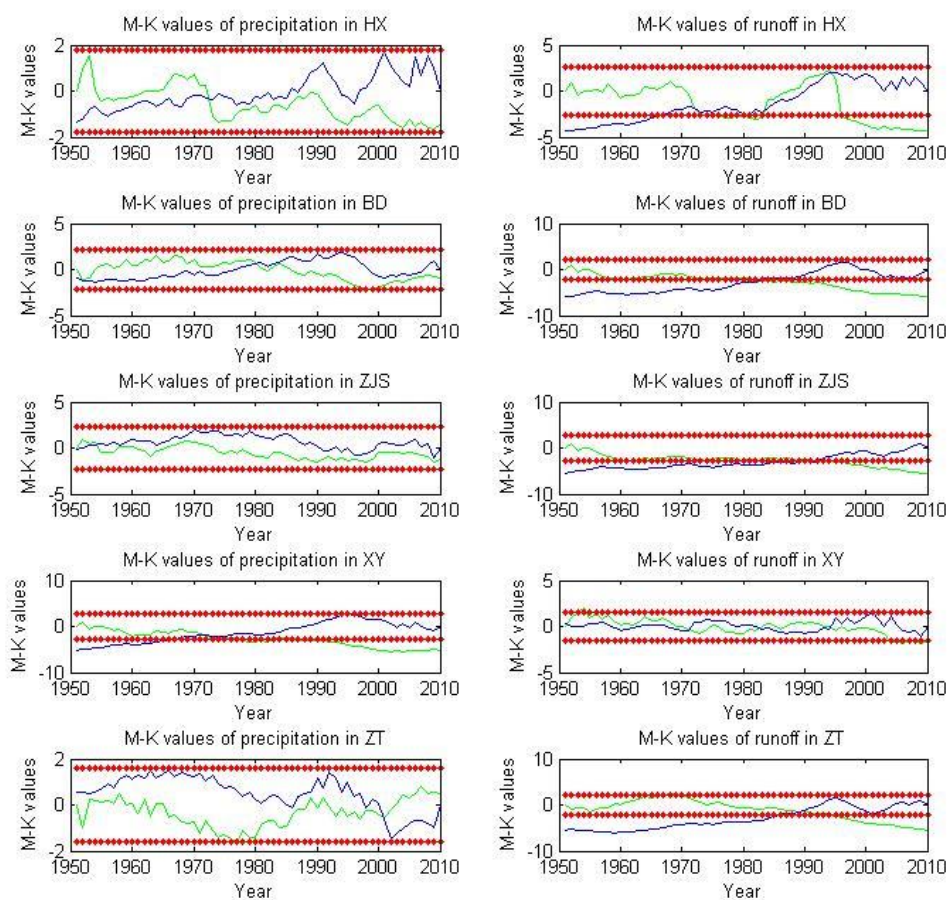 M-K values of precipitation in HX
M-K values
2
0
-2
1950 1960 1970 1980 1990 2000 2010
Year
M-K values of runoff in HX
M-K values
5
0
-5
1950 1960 1970 1980 1990 2000 2010
Year
M-K values of precipitation in BD
M-K values
5
0
-5
1950 1960 1970 1980 1990 2000 2010
Year
M-K values of runoff in BD
M-K values
10
0
-10
1950 1960 1970 1980 1990 2000 2010
Year
M-K values of precipitation in ZJS
M-K values
5
0
-5
1950 1960 1970 1980 1990 2000 2010
Year
M-K values of runoff in ZJS
M-K values
10
0
-10
1950 1960 1970 1980 1990 2000 2010
Year
M-K values of precipitation in XY
M-K values
10
0
-10
1950 1960 1970 1980 1990 2000 2010
Year
M-K values of runoff in XY
M-K values
5
0
-5
1950 1960 1970 1980 1990 2000 2010
Year
M-K values of precipitation in ZT
M-K values
2
0
-2
1950 1960 1970 1980 1990 2000 2010
Year
M-K values of runoff in ZT
M-K values
10
0
-10
1950 1960 1970 1980 1990 2000 2010
Year